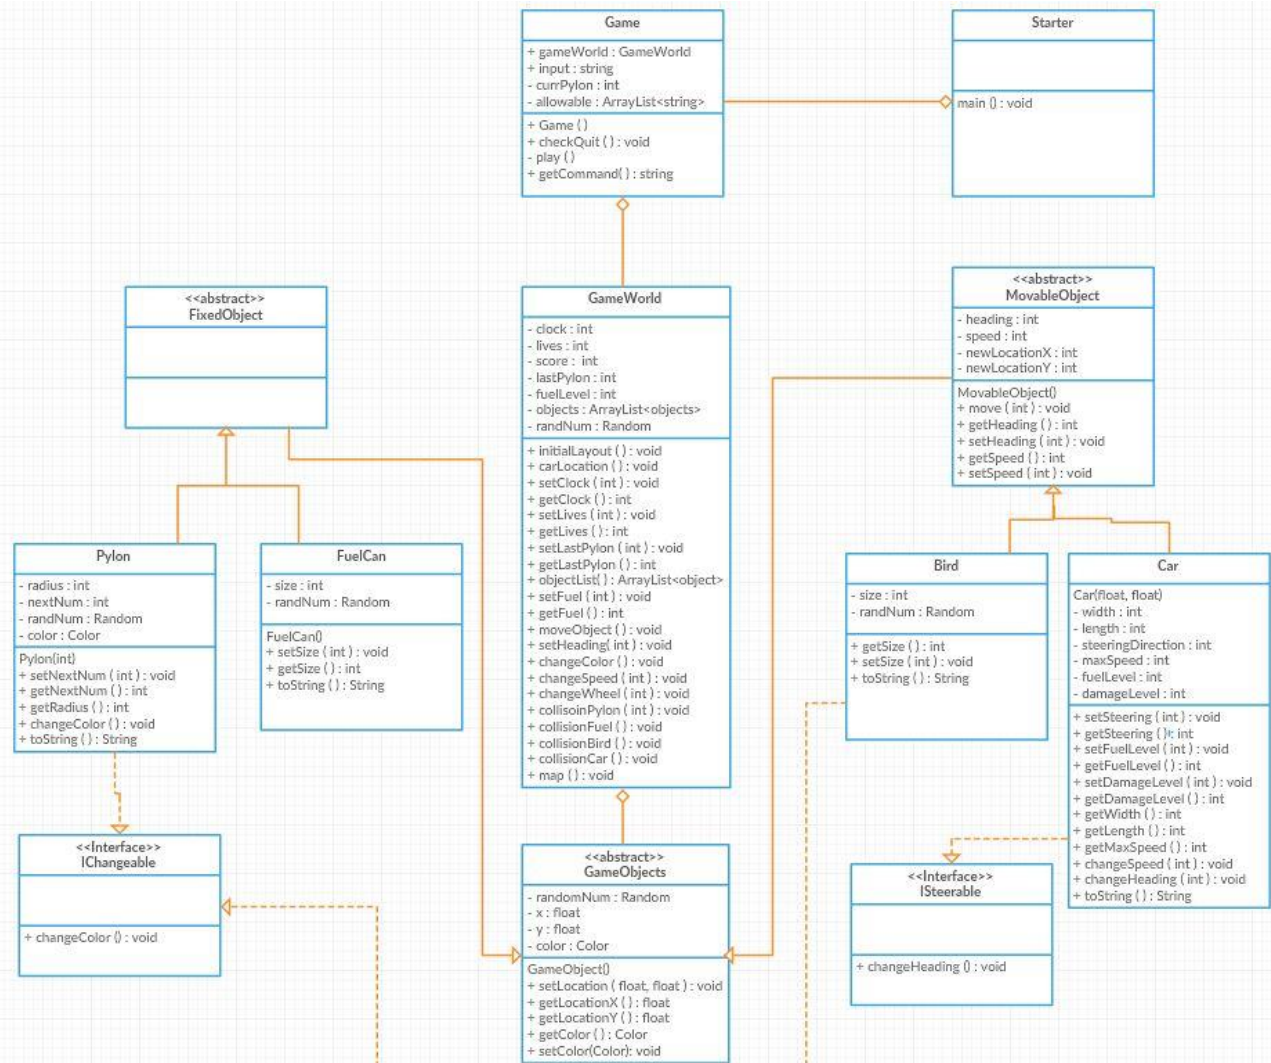 Game
+ gameWorld : GameWorld
+ input : string
- currPylon : int
- allowable : ArrayList<string>
+ Game ( )
+ checkQuit ( ) : void
- play ( )
+ getCommand( ) : string
Starter
main () : void
<<abstract>>
FixedObject
GameWorld
- clock : int
- lives : int
- score : int
- lastPylon : int
- fuelLevel : int
- objects : ArrayList<objects>
- randNum : Random
+ initialLayout ( ) : void
+ carLocation ( ) : void
+ setClock ( int ) : void
+ getClock ( ) : int
+ setLives ( int ) : void
+ getLives ( ) : int
+ setLastPylon ( int ) : void
+ getLastPylon ( ) : int
+ objectList( ) : ArrayList<object>
+ setFuel ( int ) : void
+ getFuel ( ) : int
+ moveObject ( ) : void
+ setHeading( int ) : void
+ changeColor ( ) : void
+ changeSpeed ( int ) : void
+ changeWheel ( int ) : void
+ collisoinPylon ( int ) : void
+ collisionFuel ( ) : void
+ collisionBird ( ) : void
+ collisionCar ( ) : void
+ map ( ) : void
<<abstract>>
MovableObject
- heading : int
- speed : int
- newLocationX : int
- newLocationY : int
MovableObject()
+ move ( int ) : void
+ getHeading ( ) : int
+ setHeading ( int ) : void
+ getSpeed ( ) : int
+ setSpeed ( int ) : void
Pylon
- radius : int
- nextNum : int
- randNum : Random
- color : Color
Pylon(int)
+ setNextNum ( int ) : void
+ getNextNum ( ) : int
+ getRadius ( ) : int
+ changeColor ( ) : void
+ toString ( ) : String
FuelCan
- size : int
- randNum : Random
FuelCan()
+ setSize ( int ) : void
+ getSize ( ) : int
+ toString ( ) : String
Bird
- size : int
- randNum : Random
+ getSize ( ) : int
+ setSize ( int ) : void
+ toString ( ) : String
Car
Car(float, float)
- width : int
- length : int
- steeringDirection : int
- maxSpeed : int
- fuelLevel : int
- damageLevel : int
+ setSteering ( int ) : void
+ getSteering ( ) : int
+ setFuelLevel ( int ) : void
+ getFuelLevel ( ) : int
+ setDamageLevel ( int ) : void
+ getDamageLevel ( ) : int
+ getWidth ( ) : int
+ getLength ( ) : int
+ getMaxSpeed ( ) : int
+ changeSpeed ( int ) : void
+ changeHeading ( int ) : void
+ toString ( ) : String
<<Interface>>
IChangeable
+ changeColor () : void
<<abstract>>
GameObjects
- randomNum : Random
- x : float
- y : float
- color : Color
GameObject()
+ setLocation ( float, float ) : void
+ getLocationX ( ) : float
+ getLocationY ( ) : float
+ getColor ( ) : Color
+ setColor(Color): void
<<Interface>>
ISteerable
+ changeHeading () : void